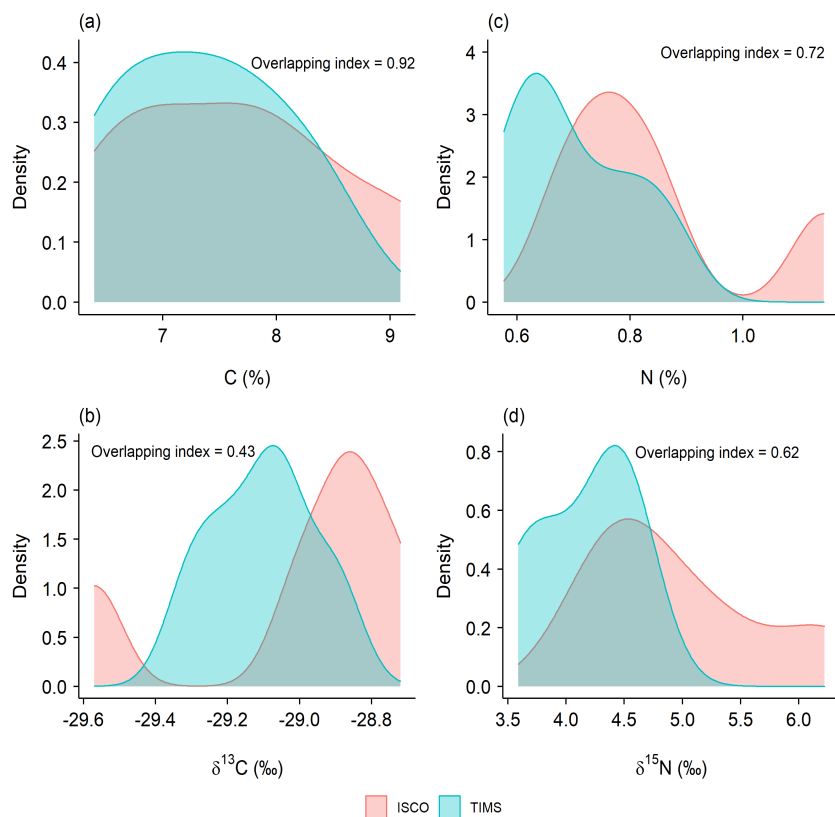 (a)
Overlapping index = 0.92
Density
0.4
0.3
0.2
0.1
0.0
7 8 9
C (%)
(c)
Overlapping index = 0.72
Density
4
3
2
1
0
0.6 0.8 1.0
N (%)
(b)
Overlapping index = 0.43
Density
2.5
2.0
1.5
1.0
0.5
0.0
-29.6 -29.4 -29.2 -29.0 -28.8
δ¹³C (‰)
(d)
Overlapping index = 0.62
Density
0.8
0.6
0.4
0.2
0.0
3.5 4.0 4.5 5.0 5.5 6.0
δ¹⁵N (‰)
ISCO TIMS